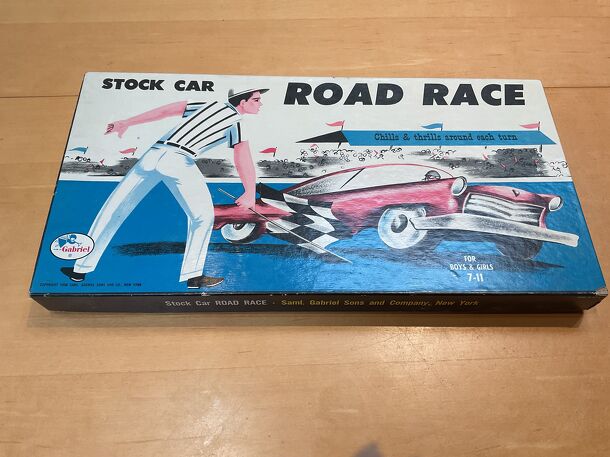 STOCK CAR ROAD RACE
Chills & thrills around each turn
Gabriel
FOR
BOYS & GIRLS
7-11
Stock Car ROAD RACE - Saml. Gabriel Sons and Company, New York